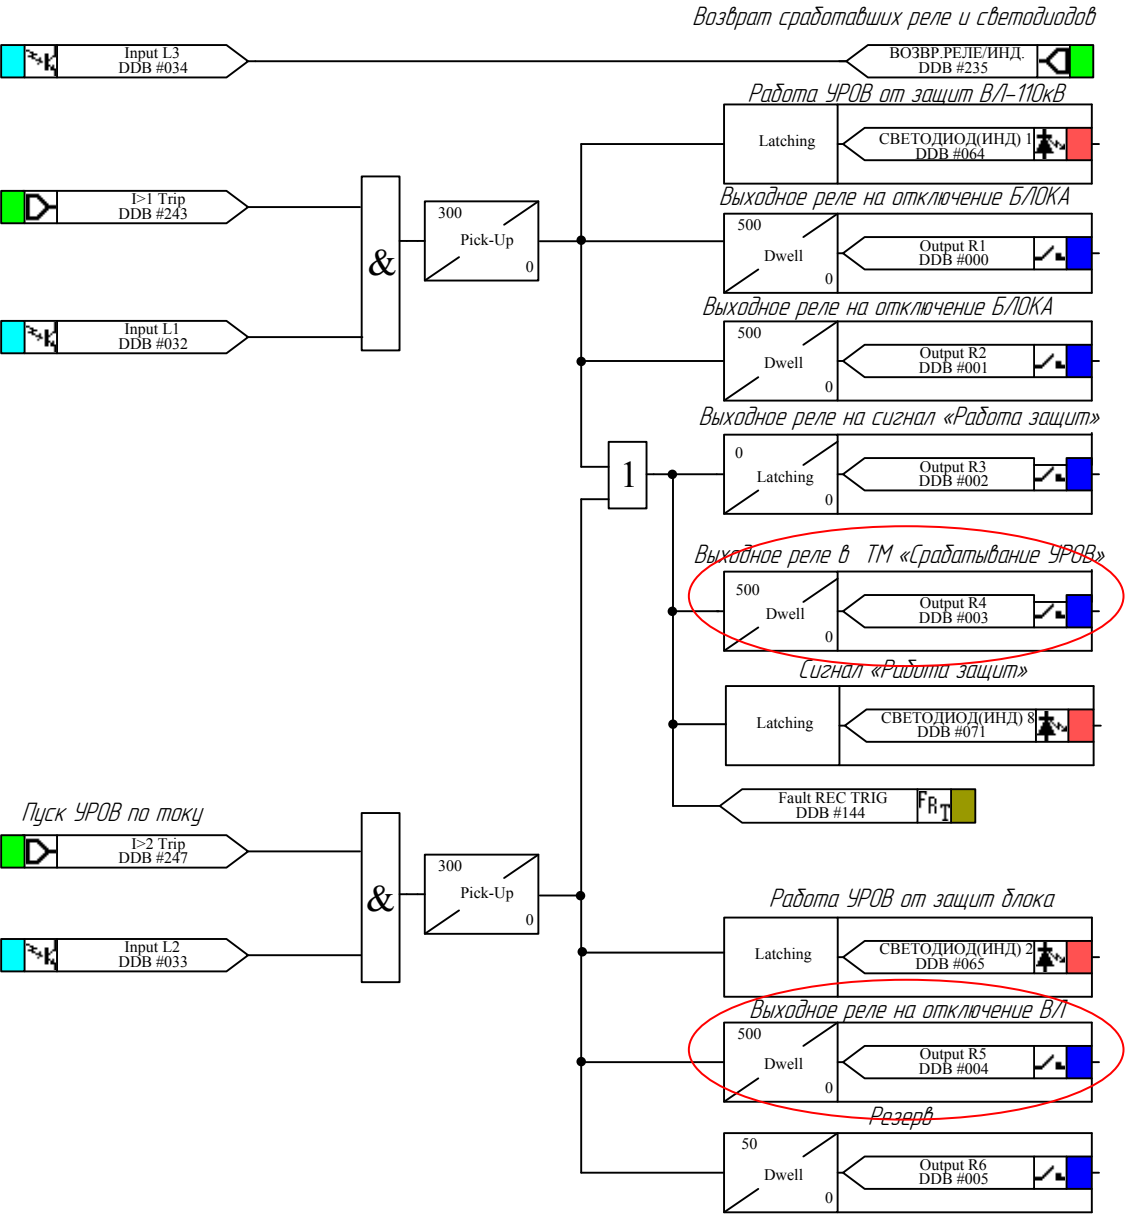 Возврат сработавших реле и светодиодов
Input L3
DDB #034
ВОЗВР.РЕЛЕ/ИНД.
DDB #235
Работа УРОВ от защит ВЛ-110кВ
Latching
СВЕТОДИОД(ИНД) 1
DDB #064
I>1 Trip
DDB #243
&
300
Pick-Up
0
Выходное реле на отключение БЛОКА
500
Dwell
0
Output R1
DDB #000
Input L1
DDB #032
Выходное реле на отключение БЛОКА
500
Dwell
0
Output R2
DDB #001
Выходное реле на сигнал «Работа защит»
1
0
Latching
0
Output R3
DDB #002
Выходное реле в ТМ «Срабатывание УРОВ»
500
Dwell
0
Output R4
DDB #003
Сигнал «Работа защит»
Latching
СВЕТОДИОД(ИНД) 8
DDB #071
Fault REC TRIG
DDB #144
FRT
Пуск УРОВ по току
I>2 Trip
DDB #247
&
300
Pick-Up
0
Input L2
DDB #033
Работа УРОВ от защит блока
Latching
СВЕТОДИОД(ИНД) 2
DDB #065
Выходное реле на отключение ВЛ
500
Dwell
0
Output R5
DDB #004
Резерв
50
Dwell
0
Output R6
DDB #005